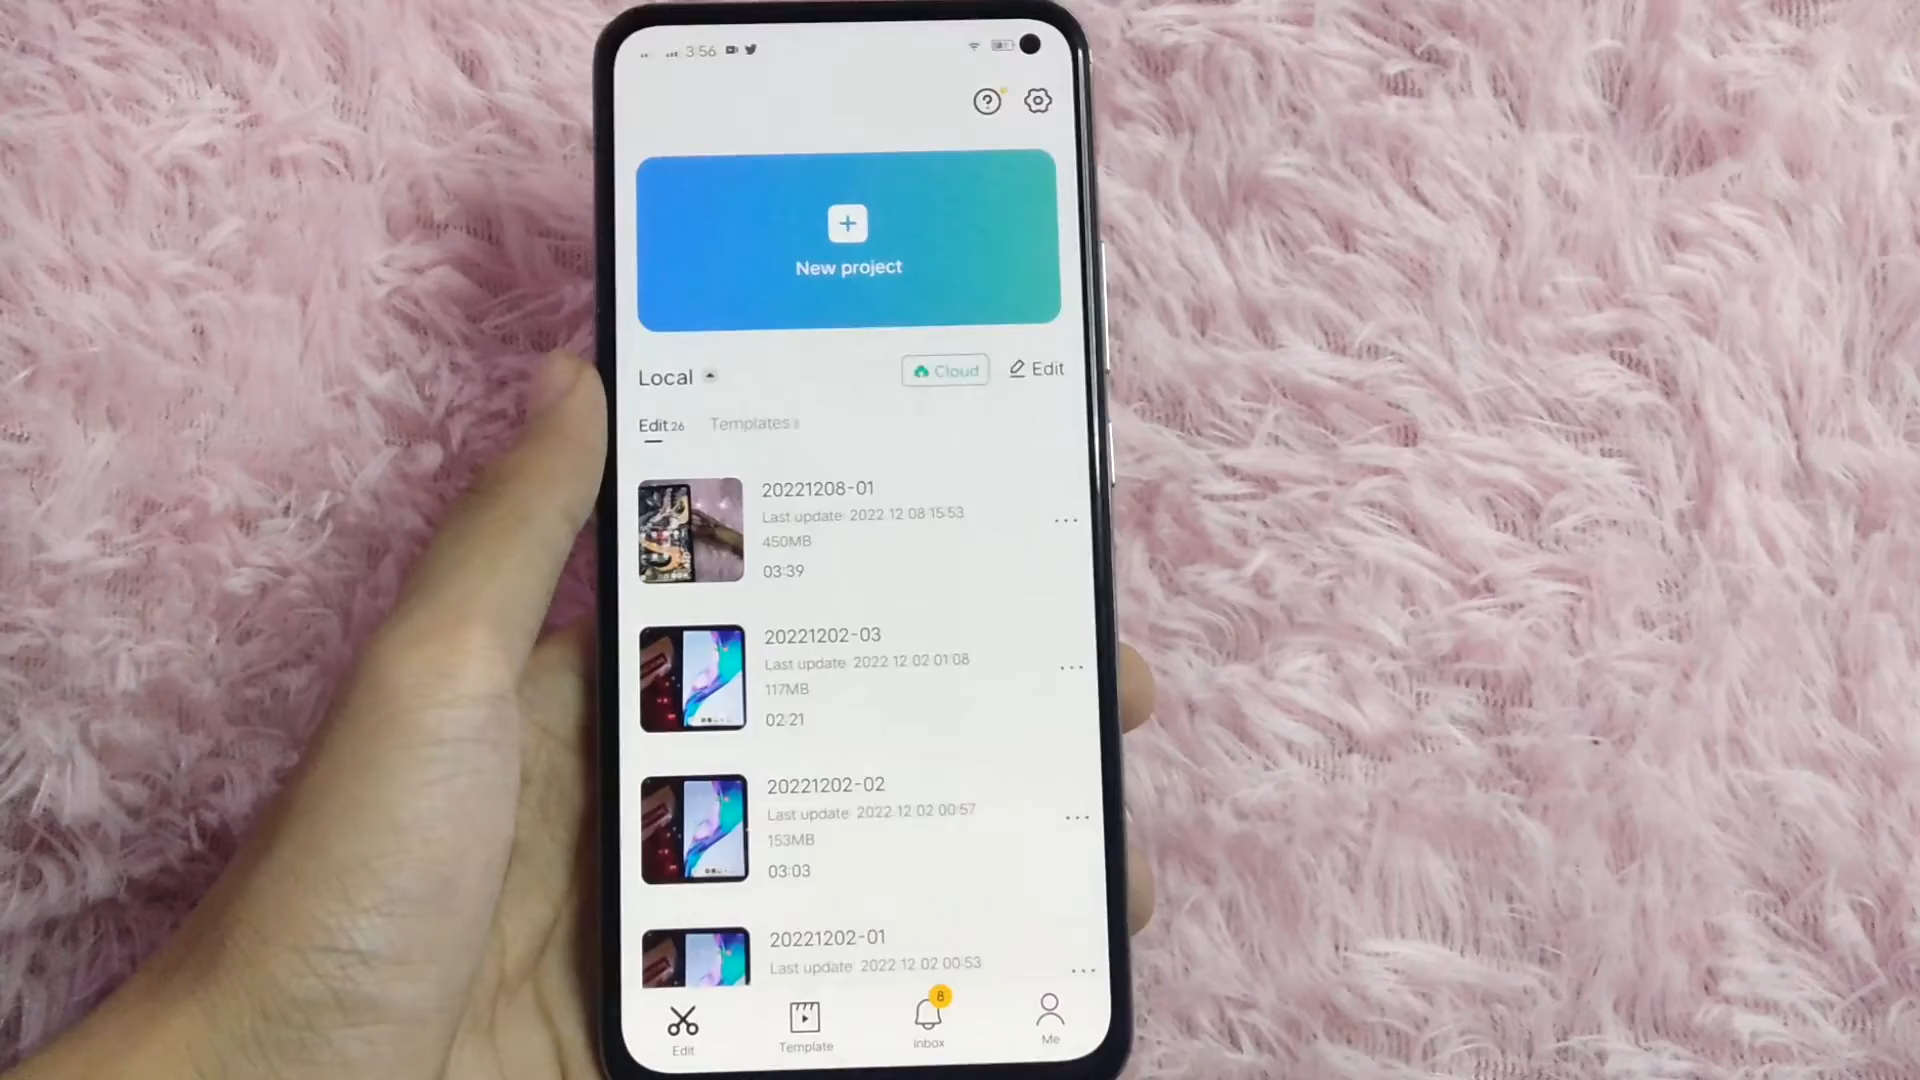 3:56
New project
Local
Cloud
Edit
Edit 26
Templates
20221208-01
Last update: 2022.12.08 15:53
450MB
03:39
20221202-03
Last update: 2022.12.02 01:08
117MB
02:21
20221202-02
Last update: 2022.12.02 00:57
153MB
03:03
20221202-01
Last update: 2022.12.02 00:53
8
Edit
Template
Inbox
Me